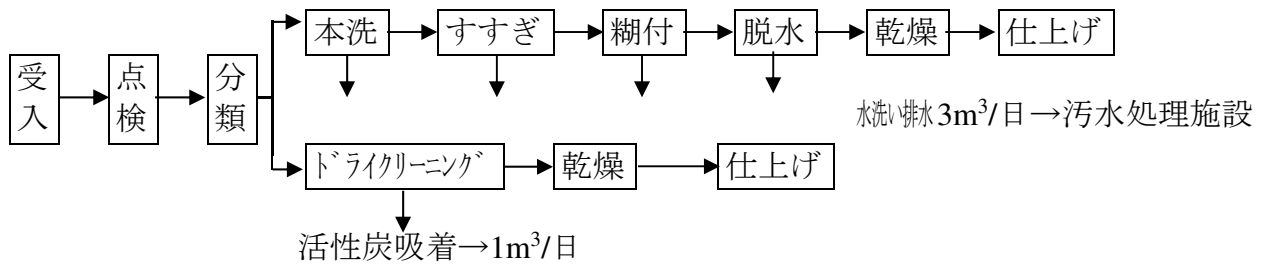 受入
点検
分類
本洗
すすぎ
糊付
脱水
乾燥
仕上げ
水洗い排水3m³/日→汚水処理施設
ドライクリーニング
乾燥
仕上げ
活性炭吸着→1m³/日